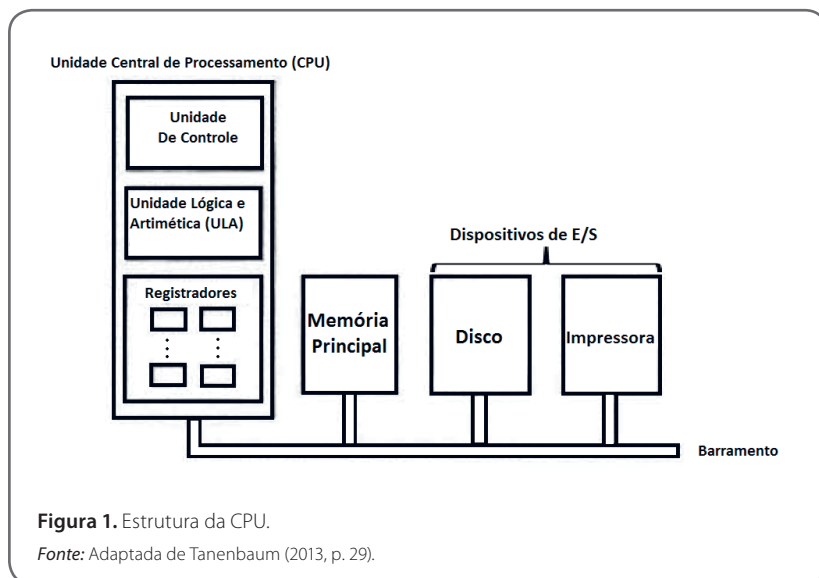 Unidade Central de Processamento (CPU)
Unidade
De Controle
Unidade Lógica e
Artimética (ULA)
Registradores
Dispositivos de E/S
Memória
Principal
Disco
Impressora
Barramento
Figura 1. Estrutura da CPU.
Fonte: Adaptada de Tanenbaum (2013, p. 29).